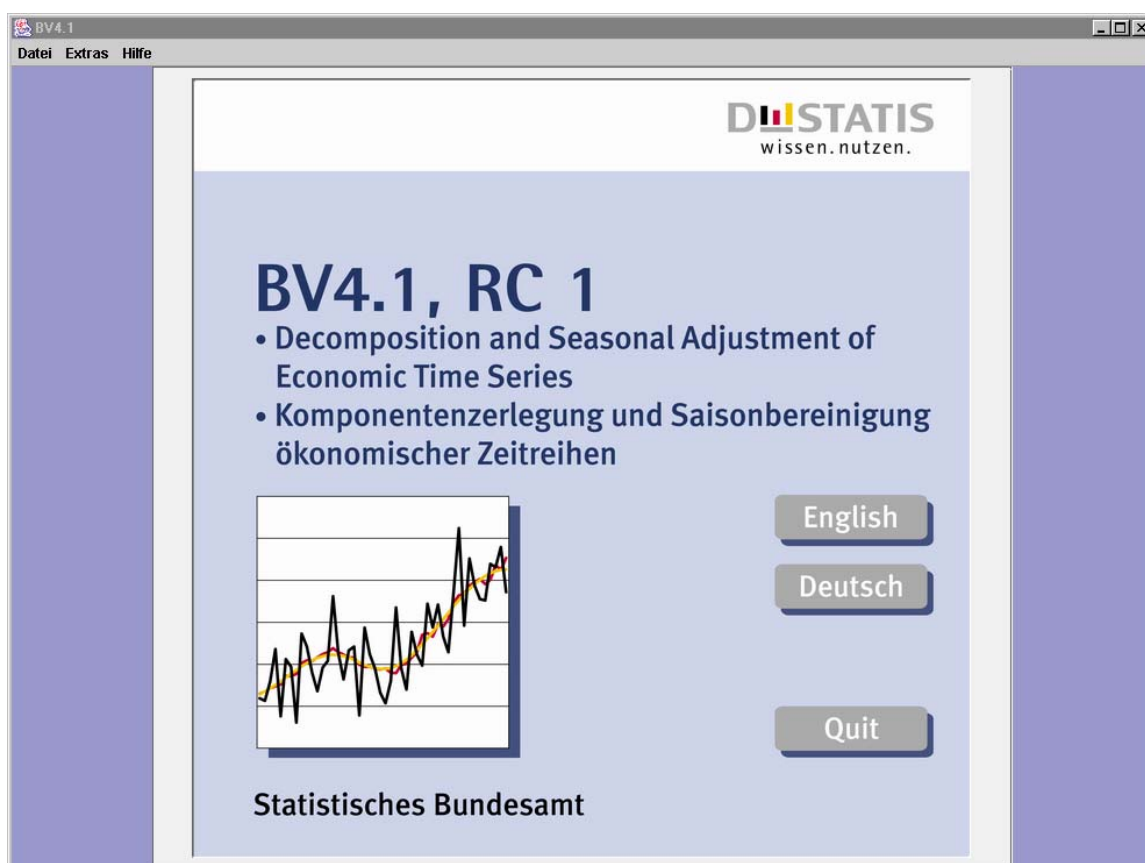 BV4.1
Datei Extras Hilfe
DESTATIS
wissen.nutzen.
BV4.1, RC 1
• Decomposition and Seasonal Adjustment of
Economic Time Series
• Komponentenzerlegung und Saisonbereinigung
ökonomischer Zeitreihen
English
Deutsch
Quit
Statistisches Bundesamt